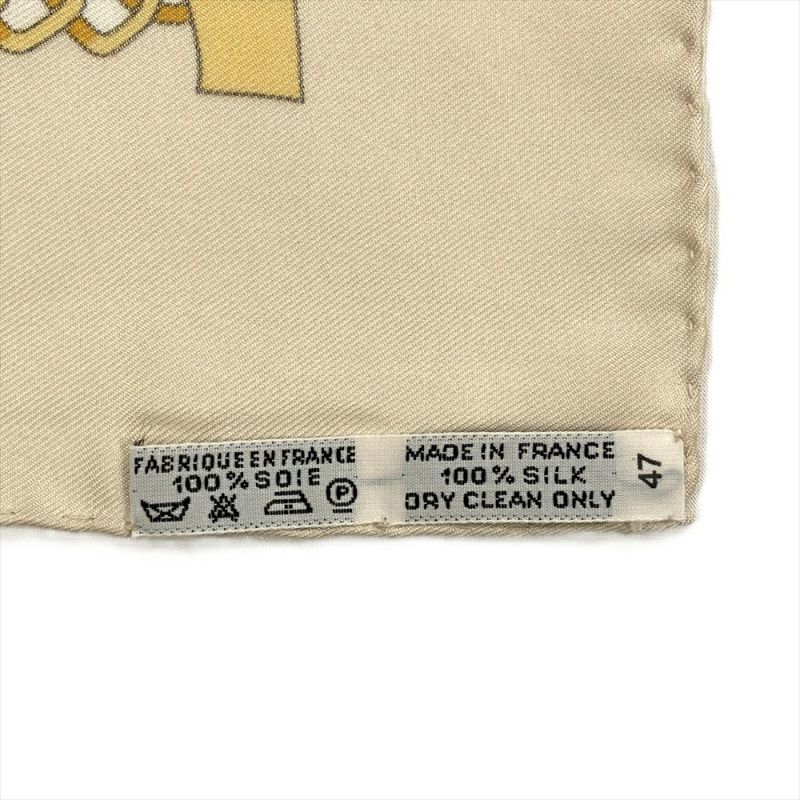 FABRIQUE EN FRANCE
100% SOIE
P
MADE IN FRANCE
100% SILK
DRY CLEAN ONLY
47